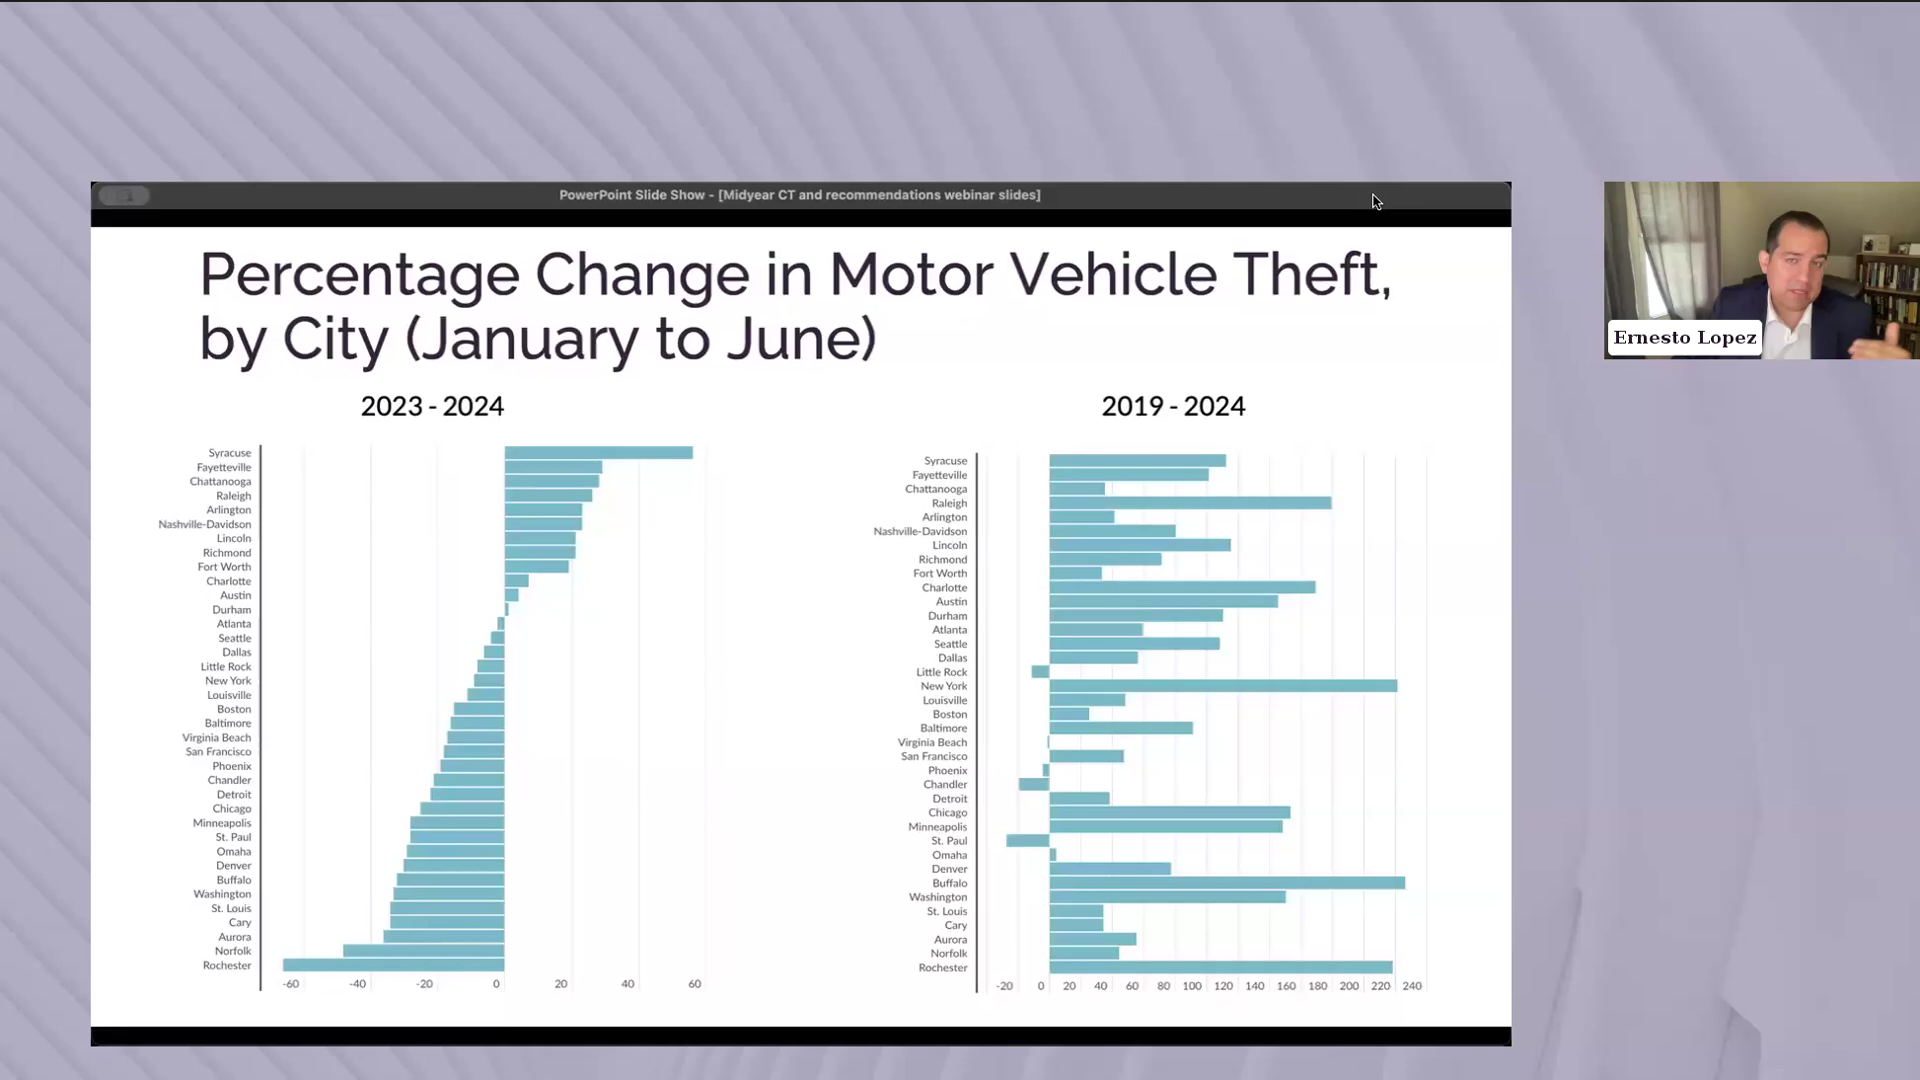 PowerPoint Slide Show - [Midyear CT and recommendations webinar slides]
Percentage Change in Motor Vehicle Theft,
by City (January to June)
2023 - 2024
Syracuse
Fayetteville
Chattanooga
Raleigh
Arlington
Nashville-Davidson
Lincoln
Richmond
Fort Worth
Charlotte
Austin
Durham
Atlanta
Seattle
Dallas
Little Rock
New York
Louisville
Boston
Baltimore
Virginia Beach
San Francisco
Phoenix
Chandler
Detroit
Chicago
Minneapolis
St. Paul
Omaha
Denver
Buffalo
Washington
St. Louis
Cary
Aurora
Norfolk
Rochester
-60 -40 -20 0 20 40 60
2019 - 2024
Syracuse
Fayetteville
Chattanooga
Raleigh
Arlington
Nashville-Davidson
Lincoln
Richmond
Fort Worth
Charlotte
Austin
Durham
Atlanta
Seattle
Dallas
Little Rock
New York
Louisville
Boston
Baltimore
Virginia Beach
San Francisco
Phoenix
Chandler
Detroit
Chicago
Minneapolis
St. Paul
Omaha
Denver
Buffalo
Washington
St. Louis
Cary
Aurora
Norfolk
Rochester
-20 0 20 40 60 80 100 120 140 160 180 200 220 240
Ernesto Lopez